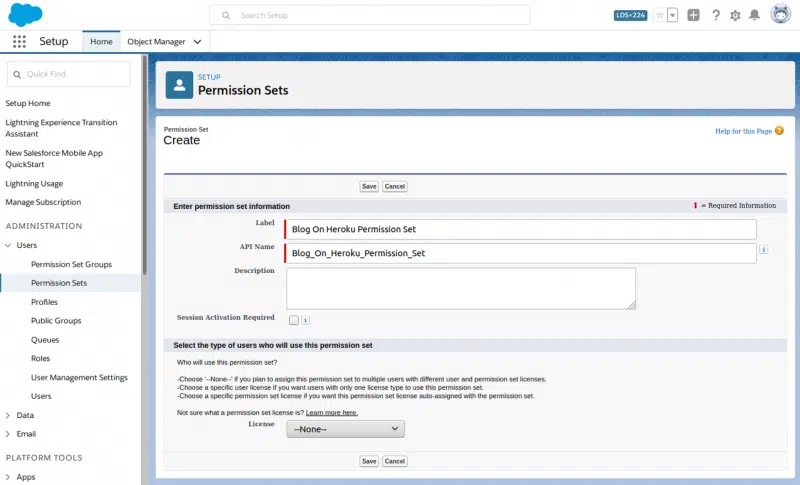 Search Setup
LDS=224
Setup
Home
Object Manager
Quick Find
Setup Home
Lightning Experience Transition
Assistant
New Salesforce Mobile App
QuickStart
Lightning Usage
Manage Subscription
ADMINISTRATION
Users
Permission Set Groups
Permission Sets
Profiles
Public Groups
Queues
Roles
User Management Settings
Users
Data
Email
PLATFORM TOOLS
Apps
SETUP
Permission Sets
Permission Set
Create
Help for this Page
Save
Cancel
Enter permission set information
= Required Information
Label
Blog On Heroku Permission Set
API Name
Blog_On_Heroku_Permission_Set
Description
Session Activation Required
Select the type of users who will use this permission set
Who will use this permission set?
-Choose '--None--' if you plan to assign this permission set to multiple users with different user and permission set licenses.
-Choose a specific user license if you want users with only one license type to use this permission set.
-Choose a specific permission set license if you want this permission set license auto-assigned with the permission set.
Not sure what a permission set license is? Learn more here.
License
--None--
Save
Cancel